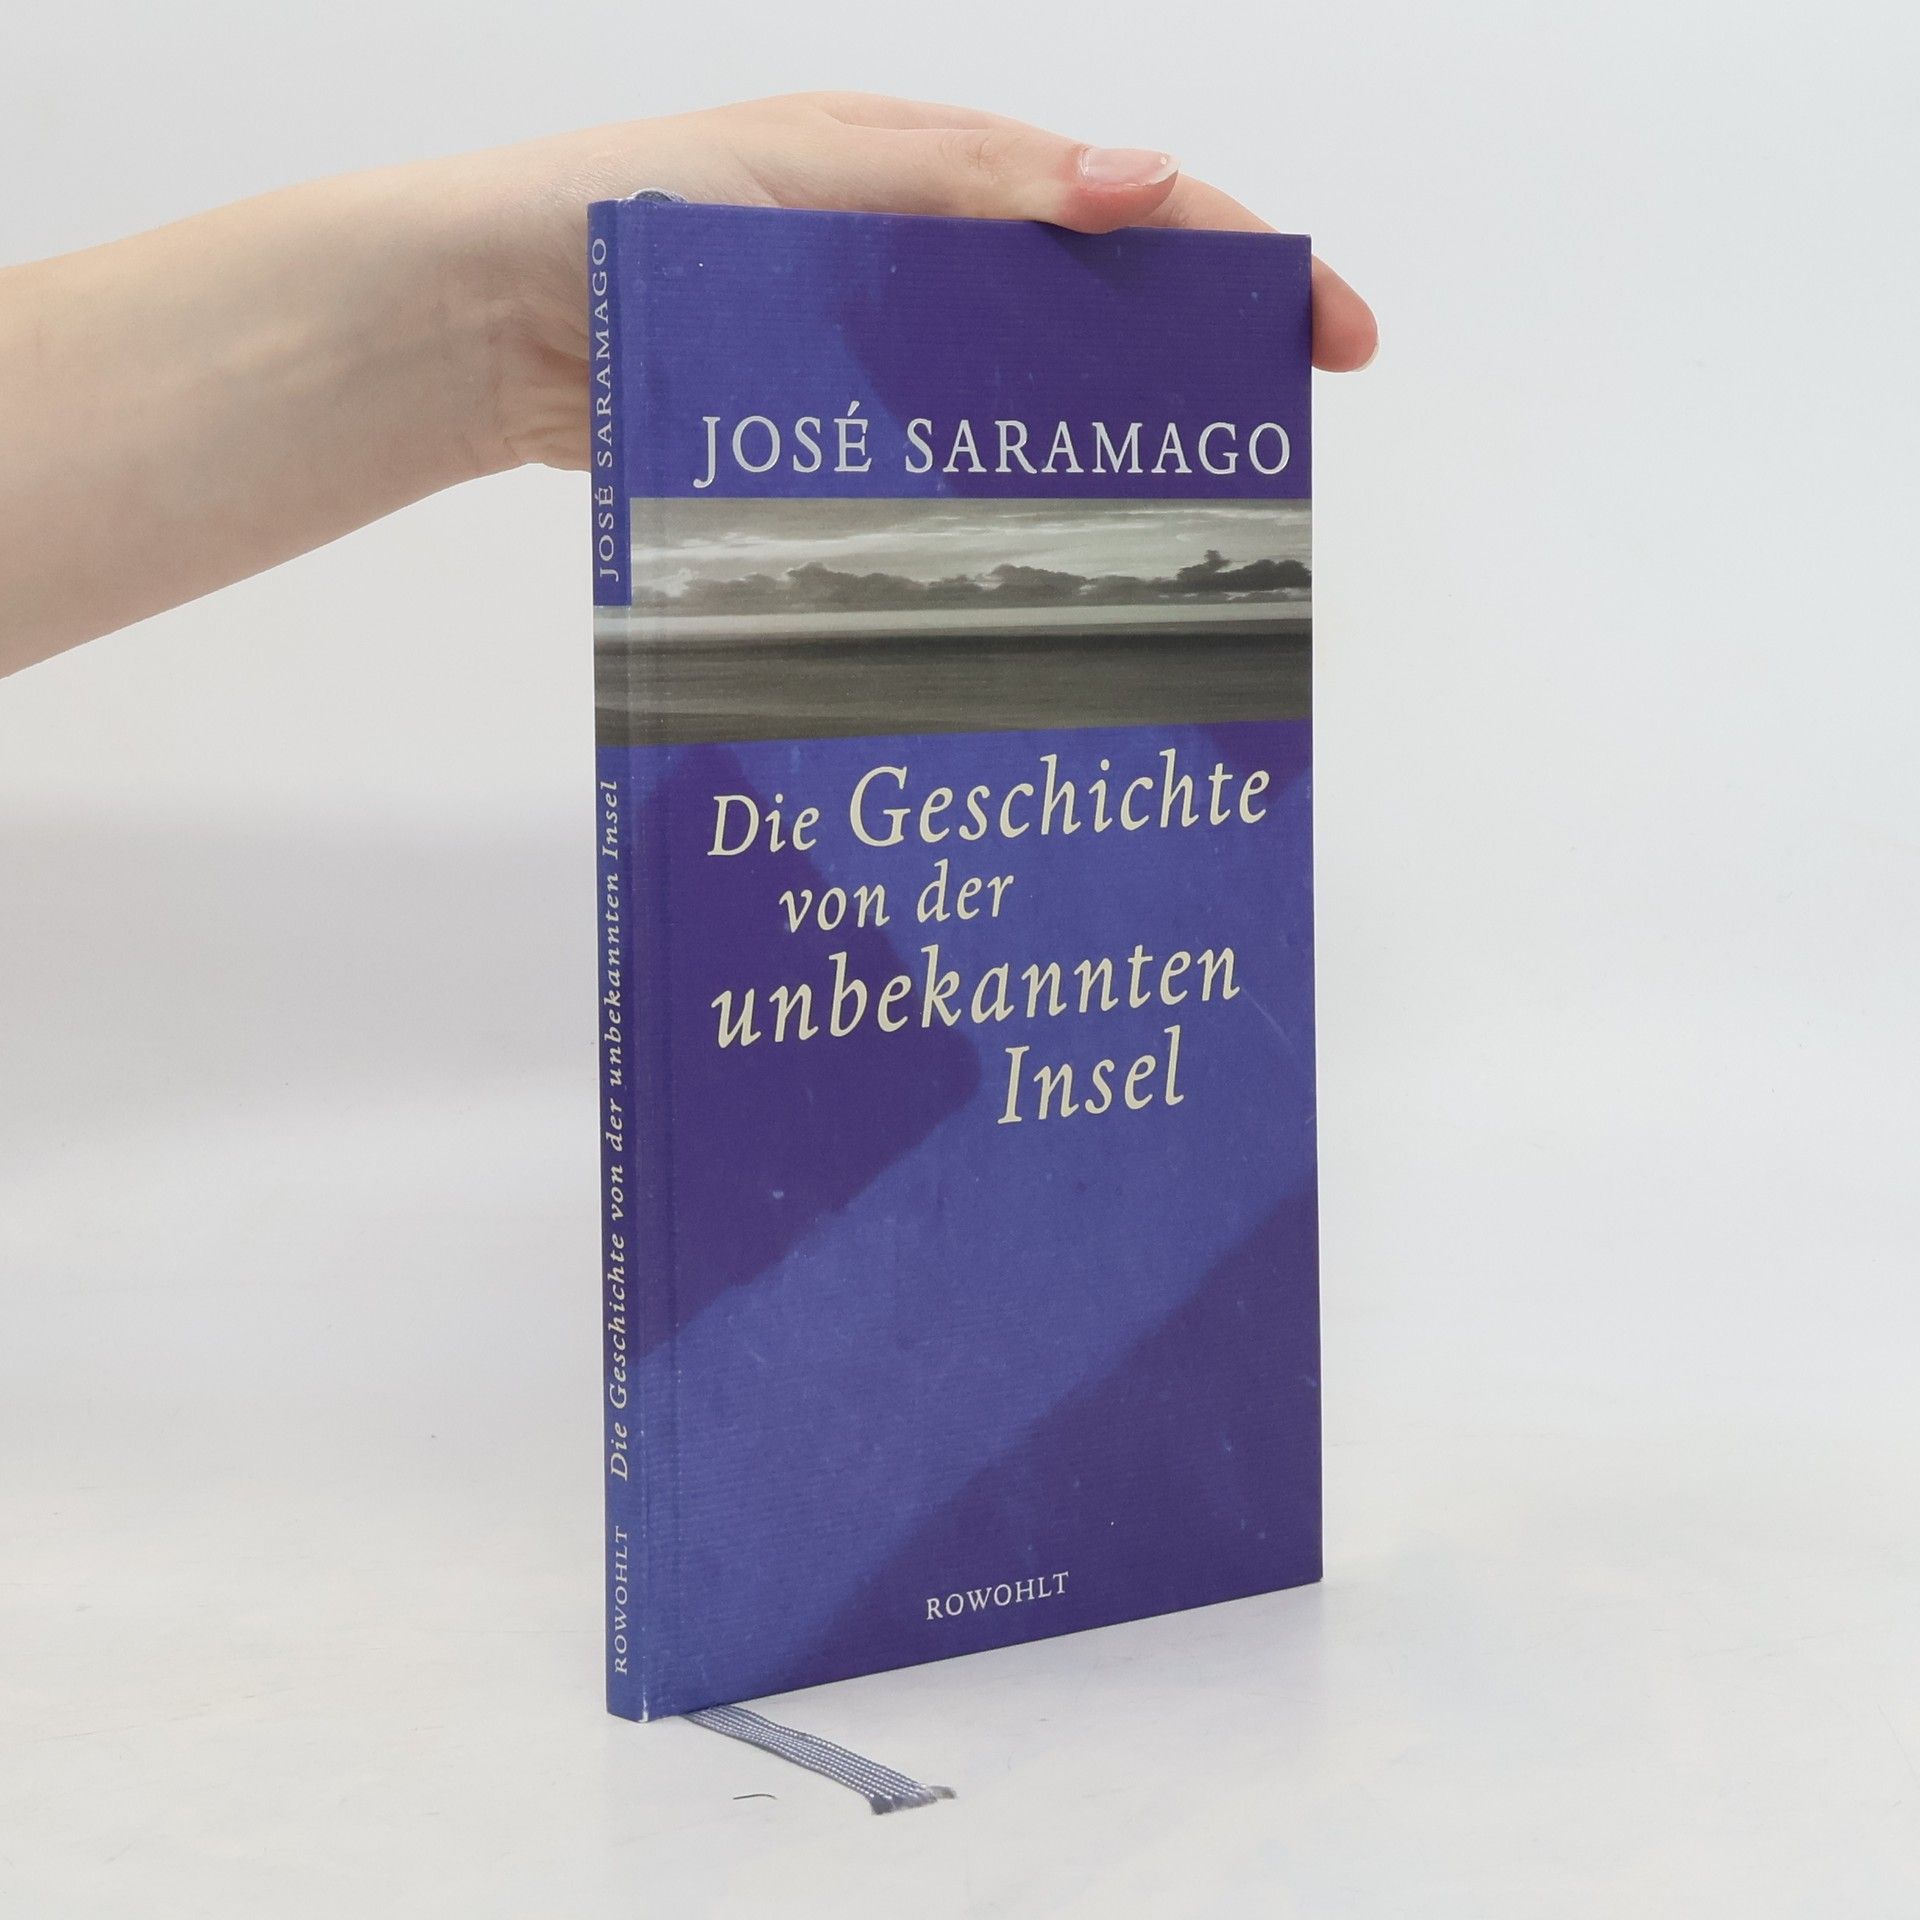 JOSÉ SARAMAGO
Die Geschichte
von der
unbekannten
Insel
ROWOHLT
JOSÉ SARAMAGO
Die Geschichte von der unbekannten Insel
ROWOHLT